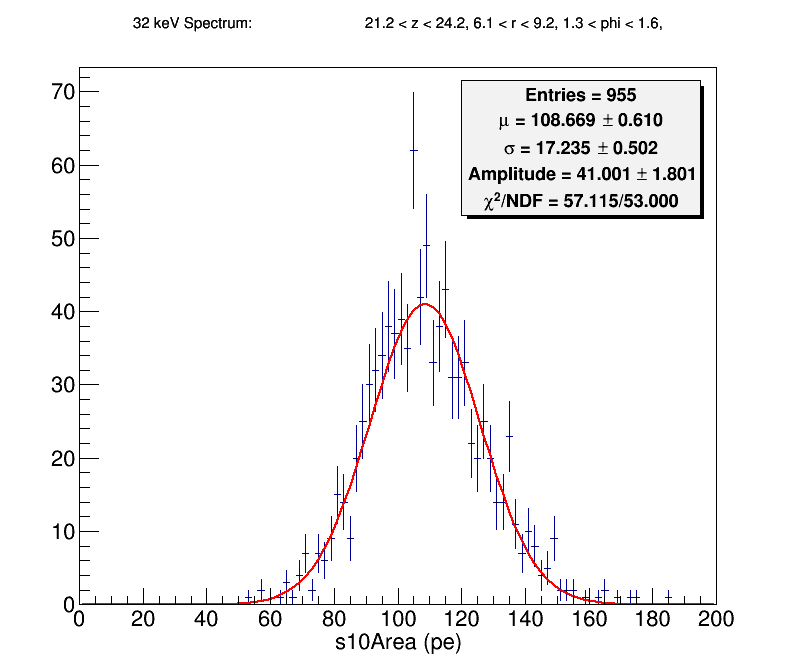 32 keV Spectrum: 21.2 < z < 24.2, 6.1 < r < 9.2, 1.3 < phi < 1.6,
Entries = 955
μ = 108.669 ± 0.610
σ = 17.235 ± 0.502
Amplitude = 41.001 ± 1.801
χ²/NDF = 57.115/53.000
70
60
50
40
30
20
10
0
0 20 40 60 80 100 120 140 160 180 200
s10Area (pe)